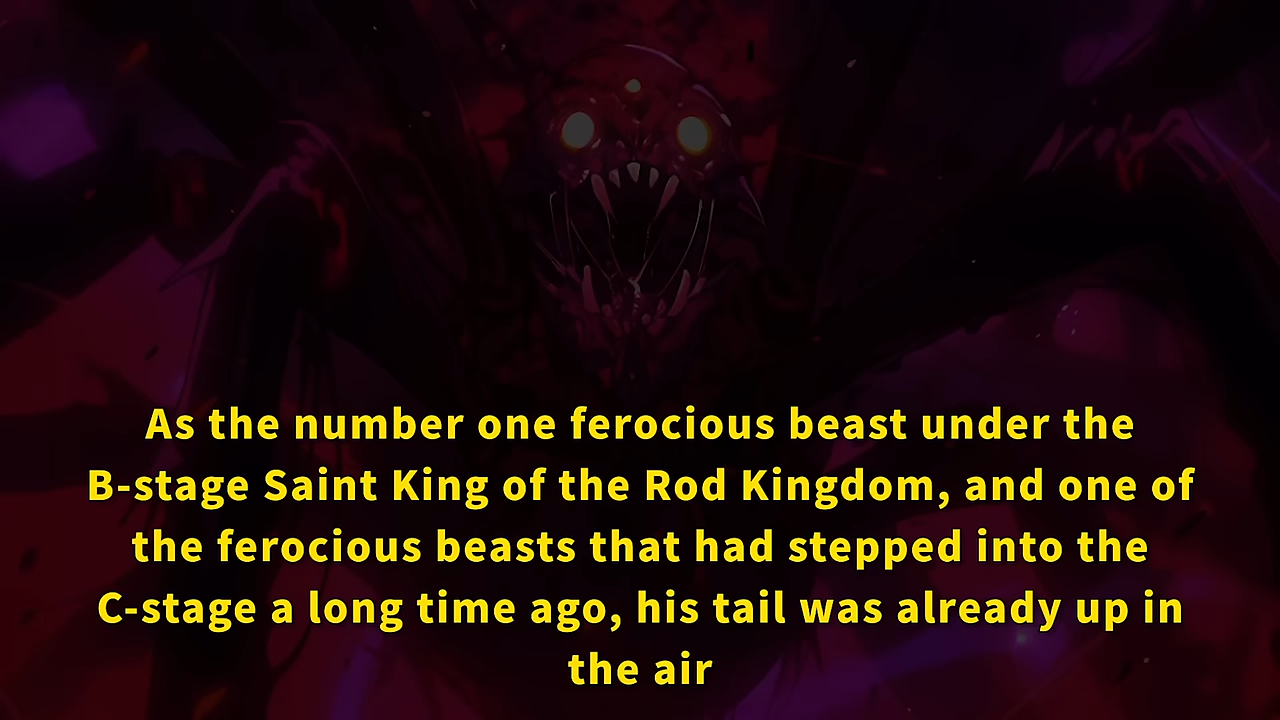 As the number one ferocious beast under the
B-stage Saint King of the Rod Kingdom, and one of
the ferocious beasts that had stepped into the
C-stage a long time ago, his tail was already up in
the air